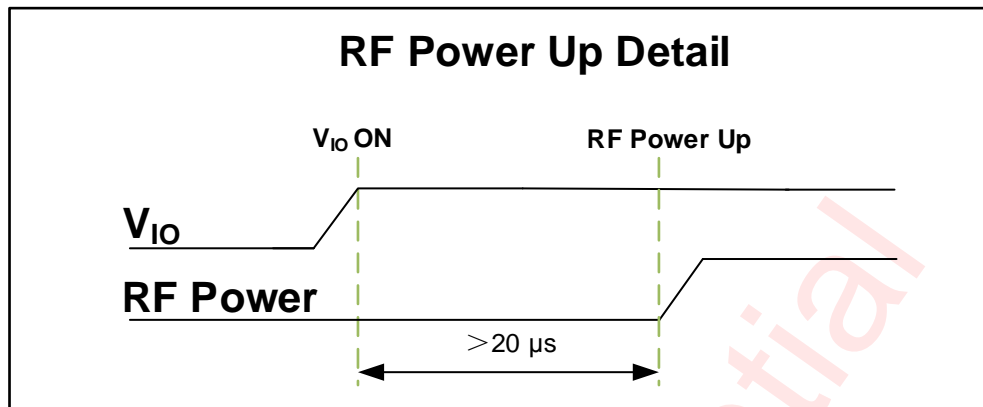 RF Power Up Detail
VIO ON
RF Power Up
VIO
RF Power
>20 μs